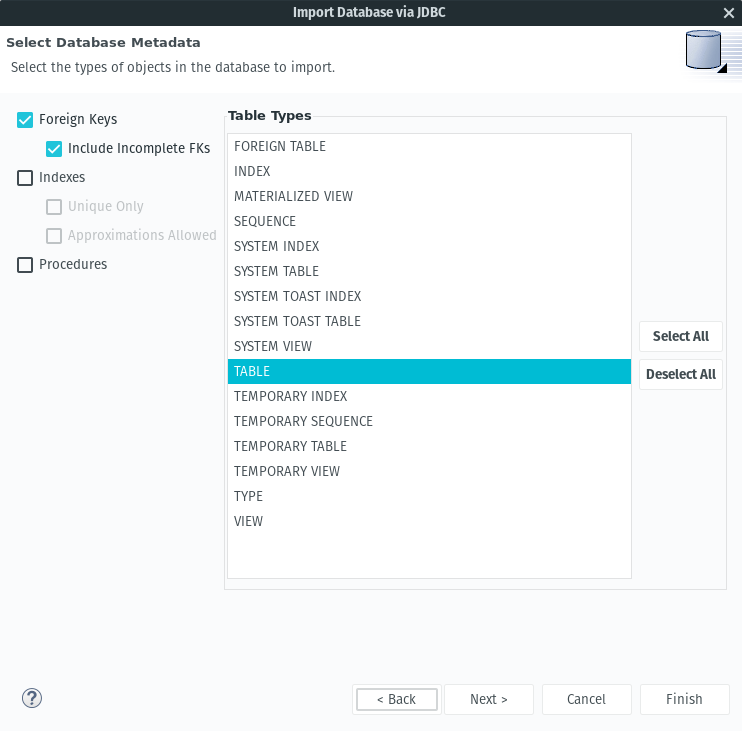 Import Database via JDBC
Select Database Metadata
Select the types of objects in the database to import.
Foreign Keys
Include Incomplete FKs
Indexes
Unique Only
Approximations Allowed
Procedures
Table Types
FOREIGN TABLE
INDEX
MATERIALIZED VIEW
SEQUENCE
SYSTEM INDEX
SYSTEM TABLE
SYSTEM TOAST INDEX
SYSTEM TOAST TABLE
SYSTEM VIEW
TABLE
TEMPORARY INDEX
TEMPORARY SEQUENCE
TEMPORARY TABLE
TEMPORARY VIEW
TYPE
VIEW
Select All
Deselect All
?
< Back
Next >
Cancel
Finish